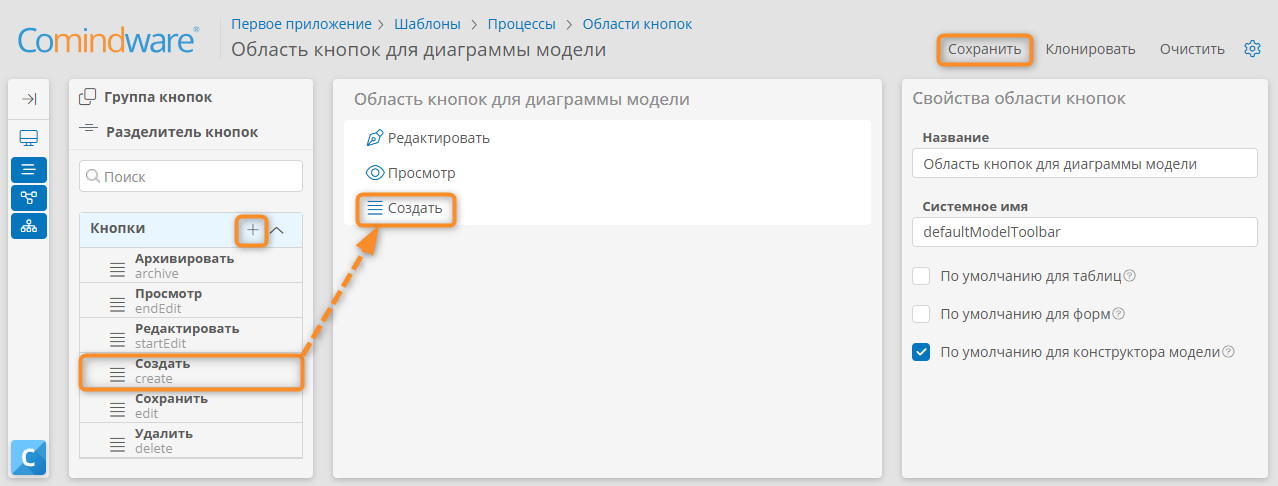 Comindware®
Первое приложение > Шаблоны > Процессы > Области кнопок
Область кнопок для диаграммы модели
Сохранить
Клонировать
Очистить
Группа кнопок
Разделитель кнопок
Поиск
Кнопки
Архивировать
archive
Просмотр
endEdit
Редактировать
startEdit
Создать
create
Сохранить
edit
Удалить
delete
C
Область кнопок для диаграммы модели
Редактировать
Просмотр
Создать
Свойства области кнопок
Название
Область кнопок для диаграммы модели
Системное имя
defaultModelToolbar
По умолчанию для таблиц
По умолчанию для форм
По умолчанию для конструктора модели